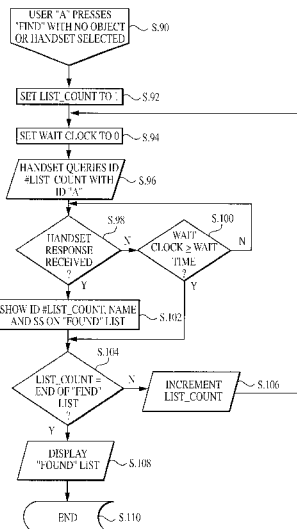 USER "A" PRESSES
"FIND" WITH NO OBJECT
OR HANDSET SELECTED
S.90
SET LIST_COUNT TO 1
S.92
SET WAIT CLOCK TO 0
S.94
HANDSET QUERIES ID
#LIST_COUNT WITH
ID "A"
S.96
S.98
HANDSET
RESPONSE
RECEIVED
?
N
Y
S.100
WAIT
CLOCK ≥ WAIT
TIME
?
N
Y
SHOW ID #LIST_COUNT, NAME
AND SS ON "FOUND" LIST
S.102
S.104
LIST_COUNT =
END OF "FIND"
LIST
?
N
Y
INCREMENT
LIST_COUNT
S.106
DISPLAY
"FOUND" LIST
S.108
END
S.110